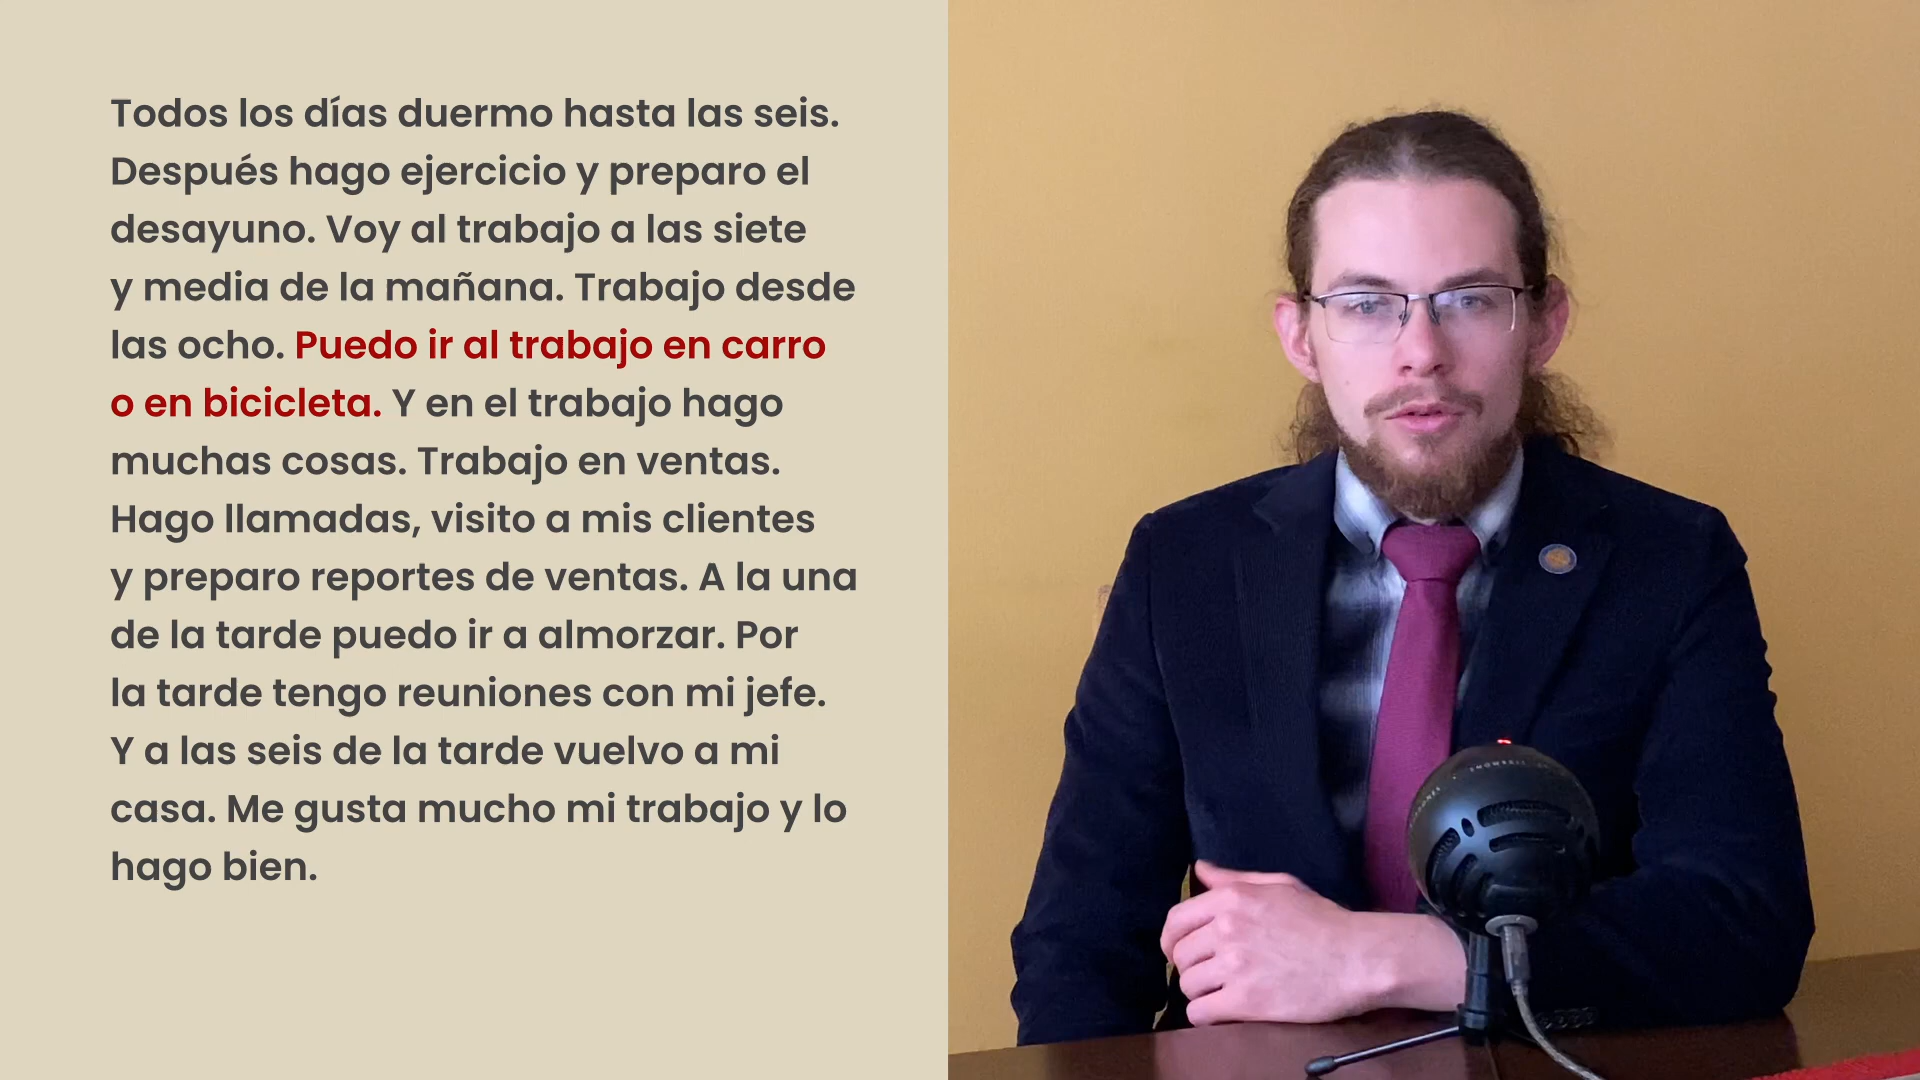 Todos los días duermo hasta las seis.
Después hago ejercicio y preparo el
desayuno. Voy al trabajo a las siete
y media de la mañana. Trabajo desde
las ocho. Puedo ir al trabajo en carro
o en bicicleta. Y en el trabajo hago
muchas cosas. Trabajo en ventas.
Hago llamadas, visito a mis clientes
y preparo reportes de ventas. A la una
de la tarde puedo ir a almorzar. Por
la tarde tengo reuniones con mi jefe.
Y a las seis de la tarde vuelvo a mi
casa. Me gusta mucho mi trabajo y lo
hago bien.